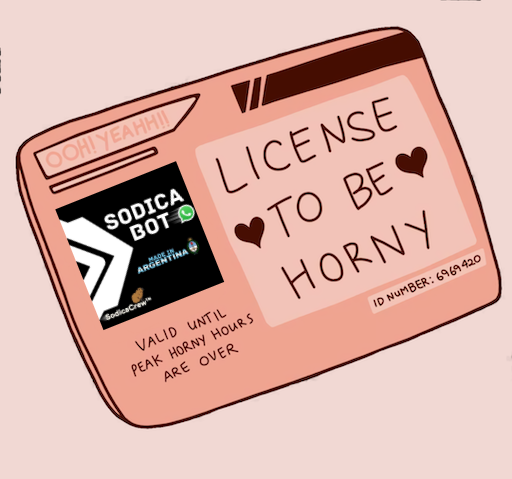 OOH! YEAHH!!
LICENSE
TO BE
HORNY
SODICA
BOT
MADE IN
ARGENTINA
SodicaCrew™
ID NUMBER: 6969420
VALID UNTIL
PEAK HORNY HOURS
ARE OVER